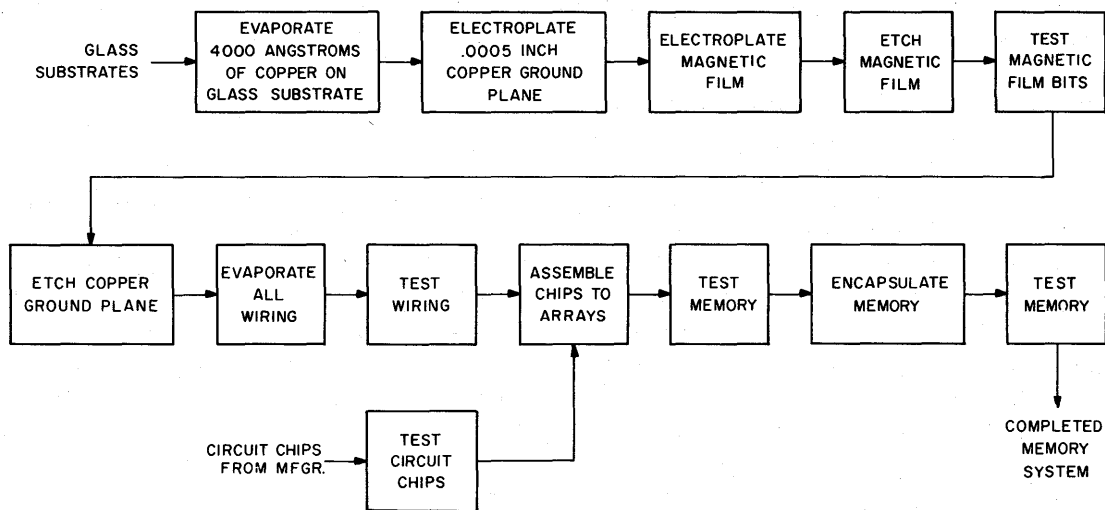 GLASS
SUBSTRATES
EVAPORATE
4000 ANGSTROMS
OF COPPER ON
GLASS SUBSTRATE
ELECTROPLATE
.0005 INCH
COPPER GROUND
PLANE
ELECTROPLATE
MAGNETIC
FILM
ETCH
MAGNETIC
FILM
TEST
MAGNETIC
FILM BITS
ETCH COPPER
GROUND PLANE
EVAPORATE
ALL
WIRING
TEST
WIRING
ASSEMBLE
CHIPS TO
ARRAYS
TEST
MEMORY
ENCAPSULATE
MEMORY
TEST
MEMORY
CIRCUIT CHIPS
FROM MFGR.
TEST
CIRCUIT
CHIPS
COMPLETED
MEMORY
SYSTEM